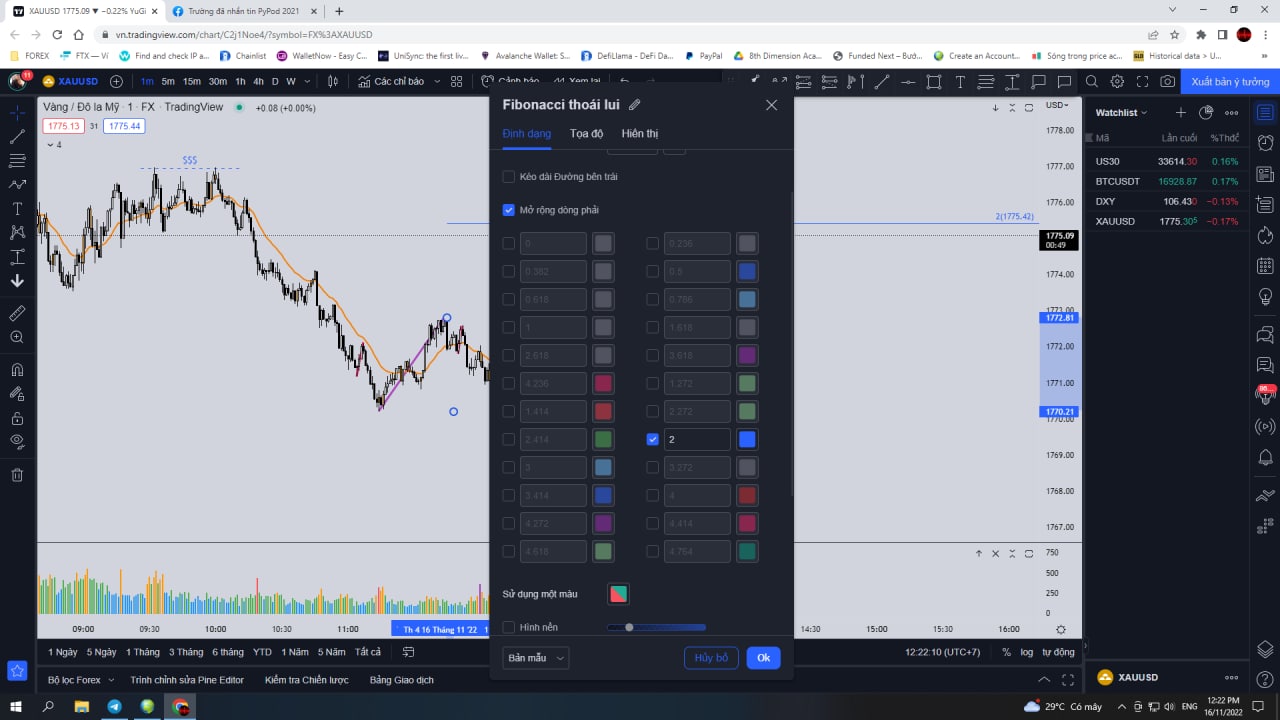 XAUUSD 1775.09 ▼ −0.22% YuGi
Trường đã nhắn tin PyPod 2021
vn.tradingview.com/chart/C2j1Noe4/?symbol=FX%3AXAUUSD
FOREX
FTX — Ví
Find and check IP a...
Chainlist
WalletNow - Easy C...
UniSync: the first liv...
Avalanche Wallet: S...
DefiLlama - DeFi Da...
PayPal
8th Dimension Aca...
Funded Next – Bướ...
Create an Account...
Sóng trong price ac...
Historical data > U...
11
XAUUSD
1m 5m 15m 30m 1h 4h D W
Các chỉ báo
Xuất bản ý tưởng
Vàng / Đô la Mỹ · 1 · FX · TradingView
+0.08 (+0.00%)
1775.13 31 1775.44
4
$$$
2(1775.42)
Fibonacci thoái lui
Định dạng Tọa độ Hiển thị
Kéo dài Đường bên trái
Mở rộng dòng phải
0 0.236
0.382 0.5
0.618 0.786
1 1.618
2.618 3.618
4.236 1.272
1.414 2.272
2.414 2
3 3.272
3.414 4
4.272 4.414
4.618 4.764
Sử dụng một màu
Hình nền
Bản mẫu
Hủy bỏ
Ok
USD
1778.00
1777.00
1776.00
1775.09
00:49
1774.00
1773.00
1772.81
1772.00
1771.00
1770.21
1770.00
1769.00
1768.00
1767.00
750
500
250
0
Watchlist
Mã Lần cuối %Thđc
US30 33614.30 0.16%
BTCUSDT 16928.87 0.17%
DXY 106.430 −0.13%
XAUUSD 1775.305 −0.17%
09:00 09:30 10:00 10:30 11:00
Th 4 16 Tháng 11 '22
14:30 15:00 15:30 16:00
1 Ngày 5 Ngày 1 Tháng 3 Tháng 6 tháng YTD 1 Năm 5 Năm Tất cả
12:22:10 (UTC+7)
% log tự động
Bộ lọc Forex
Trình chỉnh sửa Pine Editor
Kiểm tra Chiến lược
Bảng Giao dịch
XAUUSD
29°C Có mây
ENG
12:22 PM
16/11/2022